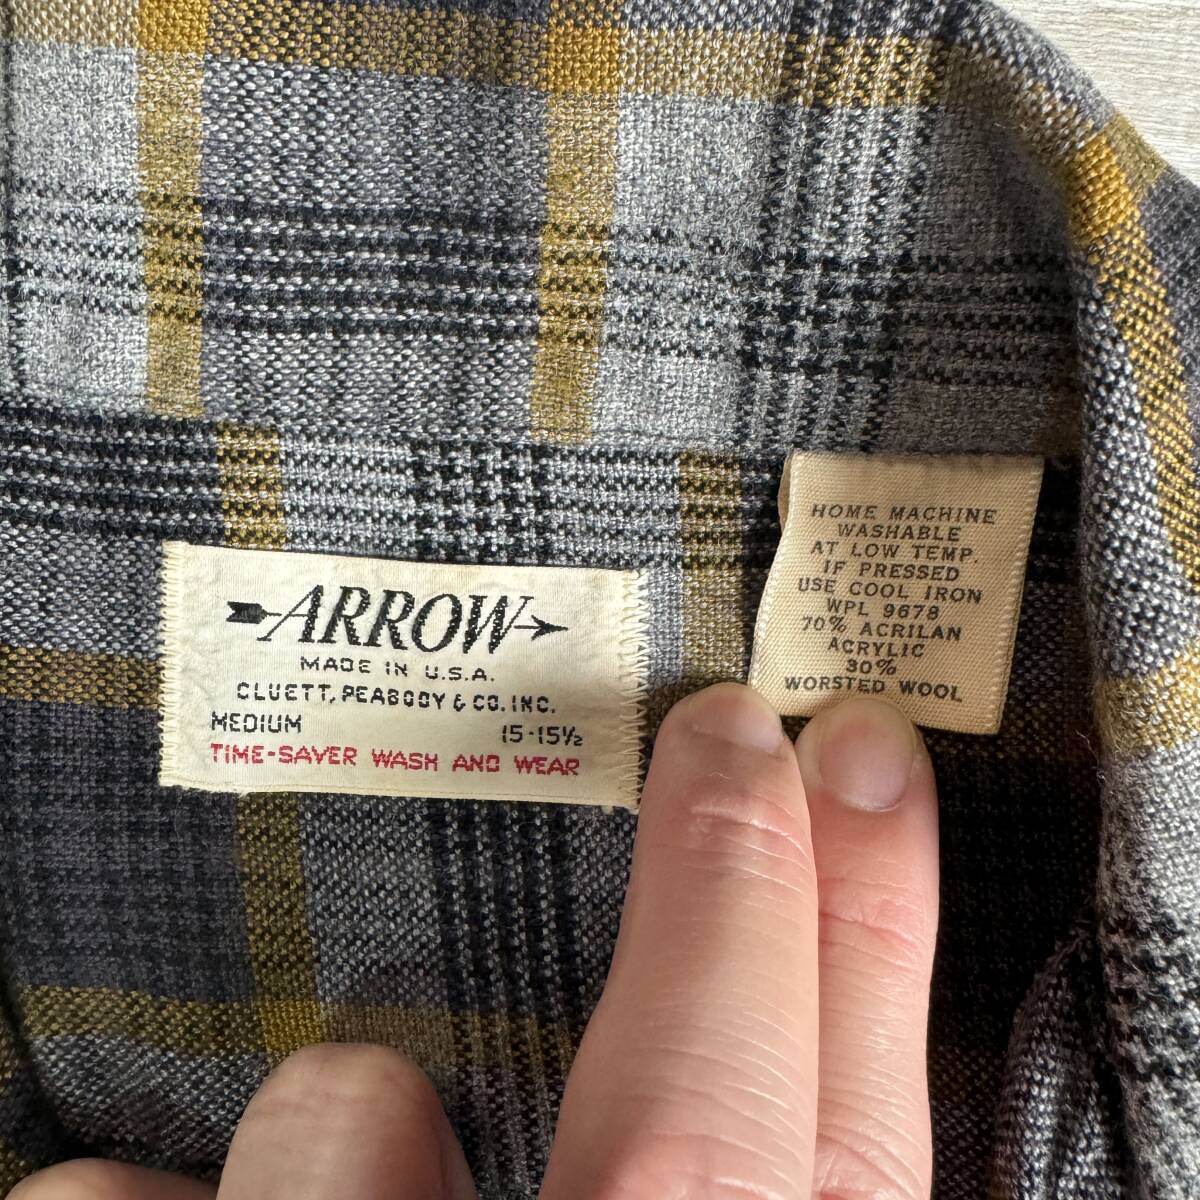 ARROW
MADE IN U.S.A.
CLUETT, PEABODY & CO. INC.
MEDIUM 15-15½
TIME-SAVER WASH AND WEAR
HOME MACHINE
WASHABLE
AT LOW TEMP.
IF PRESSED
USE COOL IRON
WPL 9678
70% ACRILAN
ACRYLIC
30%
WORSTED WOOL